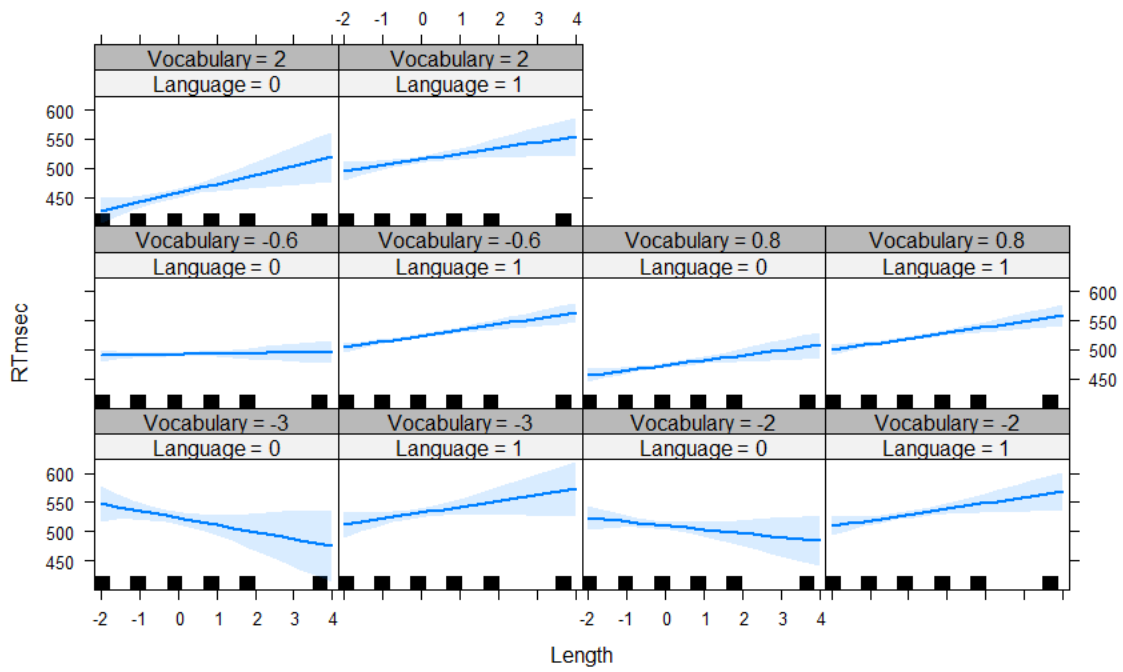 -2 -1 0 1 2 3 4
Vocabulary = 2 Vocabulary = 2
Language = 0 Language = 1
600
550
500
450
Vocabulary = -0.6 Vocabulary = -0.6 Vocabulary = 0.8 Vocabulary = 0.8
Language = 0 Language = 1 Language = 0 Language = 1
600
550
500
450
RTmsec
Vocabulary = -3 Vocabulary = -3 Vocabulary = -2 Vocabulary = -2
Language = 0 Language = 1 Language = 0 Language = 1
600
550
500
450
-2 -1 0 1 2 3 4 -2 -1 0 1 2 3 4
Length